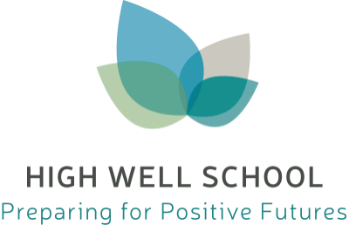 HIGH WELL SCHOOL
Preparing for Positive Futures